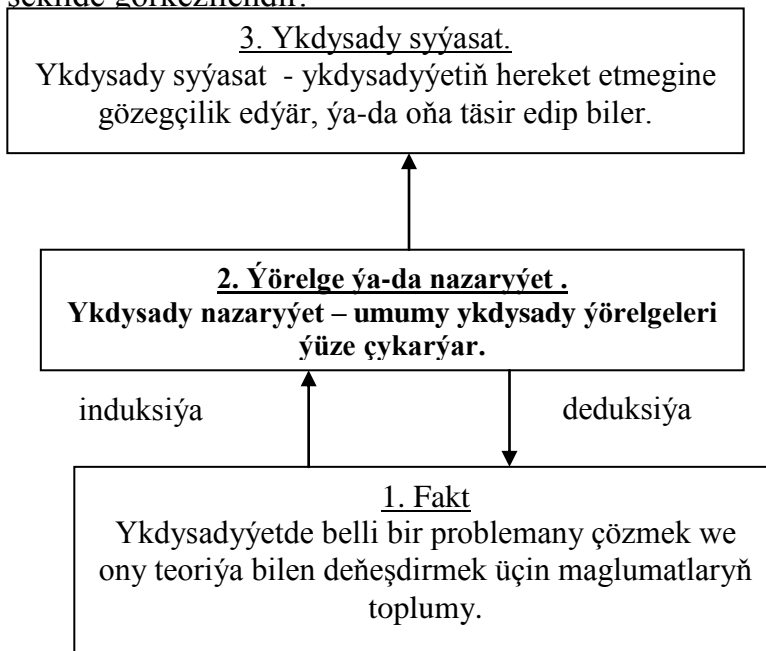 şekilde görkezilendir.
3. Ykdysady syýasat.
Ykdysady syýasat - ykdysadyýetiň hereket etmegine
gözegçilik edýär, ýa-da oňa täsir edip biler.
2. Ýörelge ýa-da nazaryýet .
Ykdysady nazaryýet – umumy ykdysady ýörelgeleri
ýüze çykarýar.
induksiýa
deduksiýa
1. Fakt
Ykdysadyýetde belli bir problemany çözmek we
ony teoriýa bilen deňeşdirmek üçin maglumatlaryň
toplumy.